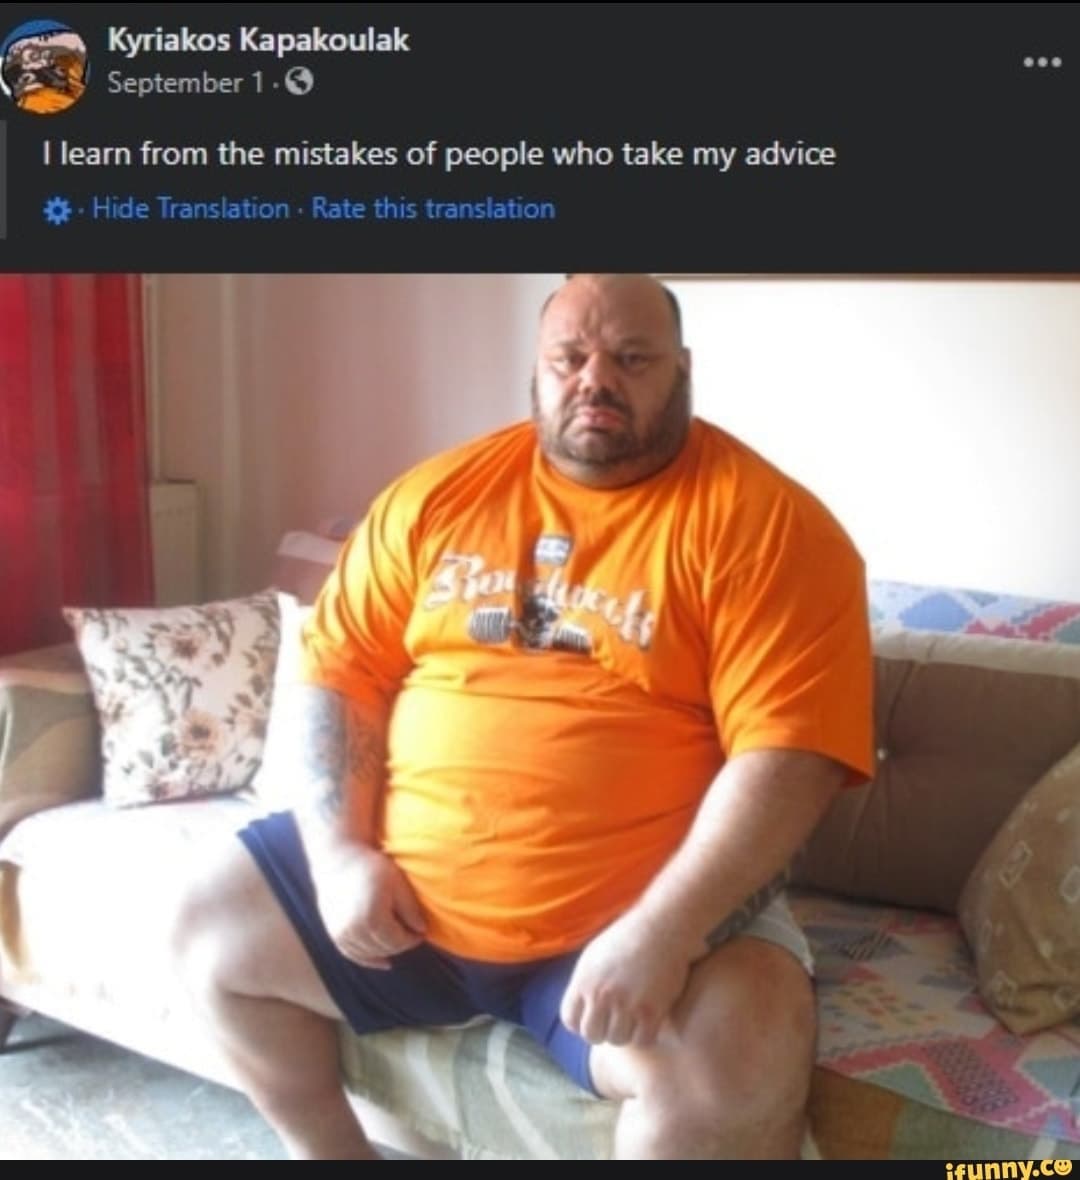 Kyriakos Kapakoulak
September 1 ·
I learn from the mistakes of people who take my advice
· Hide Translation · Rate this translation
ifunny.co